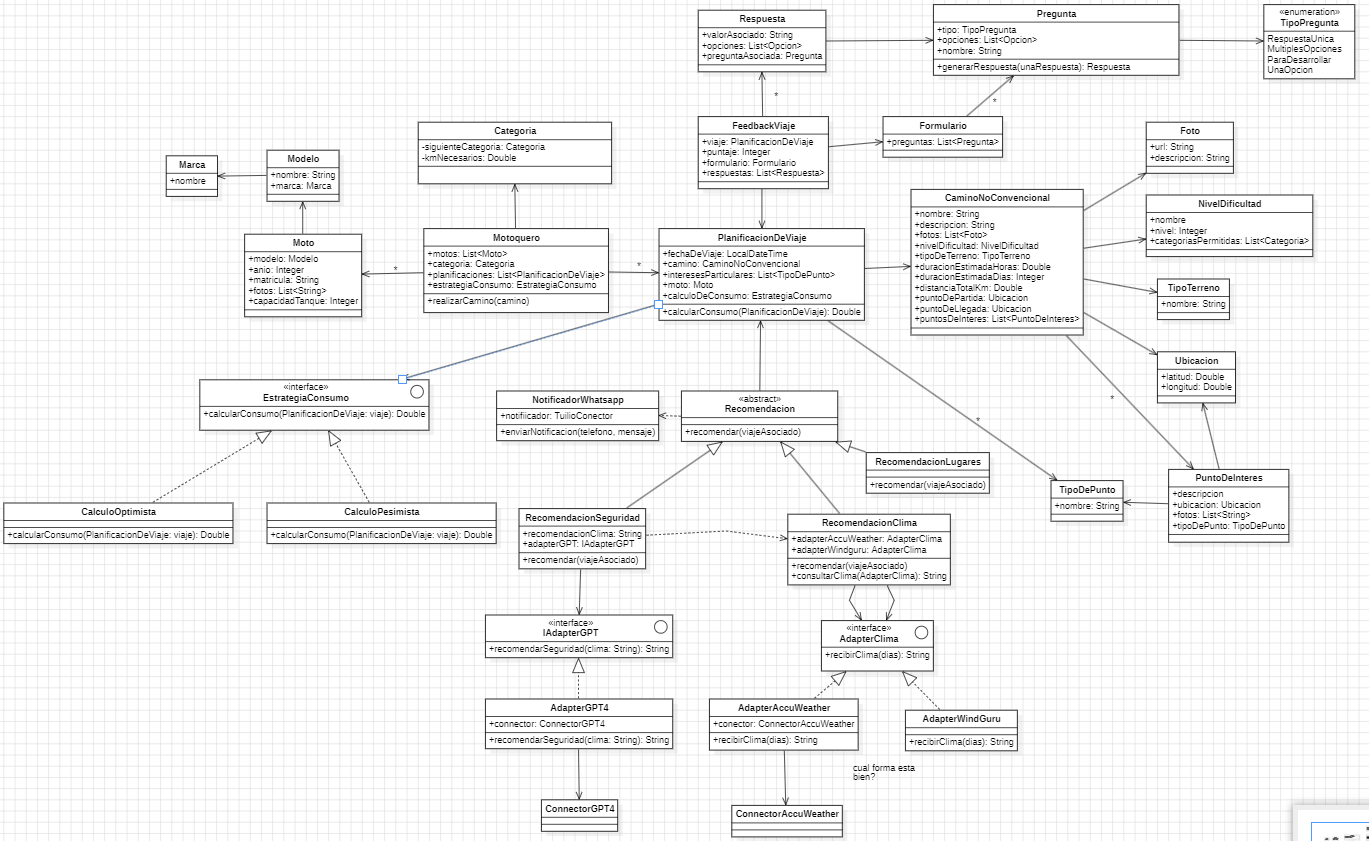 Respuesta
+valorAsociado: String
+opciones: List<Opcion>
+preguntaAsociada: Pregunta
Pregunta
+tipo: TipoPregunta
+opciones: List<Opcion>
+nombre: String
+generarRespuesta(unaRespuesta): Respuesta
«enumeration»
TipoPregunta
RespuestaUnica
MultiplesOpciones
ParaDesarrollar
UnaOpcion
*
*
Marca
+nombre
Modelo
+nombre: String
+marca: Marca
Categoria
-siguienteCategoria: Categoria
-kmNecesarios: Double
FeedbackViaje
+viaje: PlanificacionDeViaje
+puntaje: Integer
+formulario: Formulario
+respuestas: List<Respuesta>
Formulario
+preguntas: List<Pregunta>
Foto
+url: String
+descripcion: String
CaminoNoConvencional
+nombre: String
+descripcion: String
+fotos: List<Foto>
+nivelDificultad: NivelDificultad
+tipoDeTerreno: TipoTerreno
+duracionEstimadaHoras: Double
+duracionEstimadaDias: Integer
+distanciaTotalKm: Double
+puntoDePartida: Ubicacion
+puntoDeLlegada: Ubicacion
+puntosDeInteres: List<PuntoDeInteres>
NivelDificultad
+nombre
+nivel: Integer
+categoriasPermitidas: List<Categoria>
Moto
+modelo: Modelo
+anio: Integer
+matricula: String
+fotos: List<String>
+capacidadTanque: Integer
*
Motoquero
+motos: List<Moto>
+categoria: Categoria
+planificaciones: List<PlanificacionDeViaje>
+estrategiaConsumo: EstrategiaConsumo
+realizarCamino(camino)
*
PlanificacionDeViaje
+fechaDeViaje: LocalDateTime
+camino: CaminoNoConvencional
+interesesParticulares: List<TipoDePunto>
+moto: Moto
+calculoDeConsumo: EstrategiaConsumo
+calcularConsumo(PlanificacionDeViaje): Double
TipoTerreno
+nombre: String
Ubicacion
+latitud: Double
+longitud: Double
«interface»
EstrategiaConsumo
+calcularConsumo(PlanificacionDeViaje: viaje): Double
NotificadorWhatsapp
+notifiicador: TuilioConector
+enviarNotificacion(telefono, mensaje)
«abstract»
Recomendacion
+recomendar(viajeAsociado)
*
*
RecomendacionLugares
+recomendar(viajeAsociado)
TipoDePunto
+nombre: String
PuntoDeInteres
+descripcion
+ubicacion: Ubicacion
+fotos: List<String>
+tipoDePunto: TipoDePunto
CalculoOptimista
+calcularConsumo(PlanificacionDeViaje: viaje): Double
CalculoPesimista
+calcularConsumo(PlanificacionDeViaje: viaje): Double
RecomendacionSeguridad
+recomendacionClima: String
+adapterGPT: IAdapterGPT
+recomendar(viajeAsociado)
RecomendacionClima
+adapterAccuWeather: AdapterClima
+adapterWindguru: AdapterClima
+recomendar(viajeAsociado)
+consultarClima(AdapterClima): String
«interface»
IAdapterGPT
+recomendarSeguridad(clima: String): String
«interface»
AdapterClima
+recibirClima(dias): String
AdapterGPT4
+connector: ConnectorGPT4
+recomendarSeguridad(clima: String): String
AdapterAccuWeather
+conector: ConnectorAccuWeather
+recibirClima(dias): String
AdapterWindGuru
+recibirClima(dias): String
cual forma esta
bien?
ConnectorGPT4
ConnectorAccuWeather